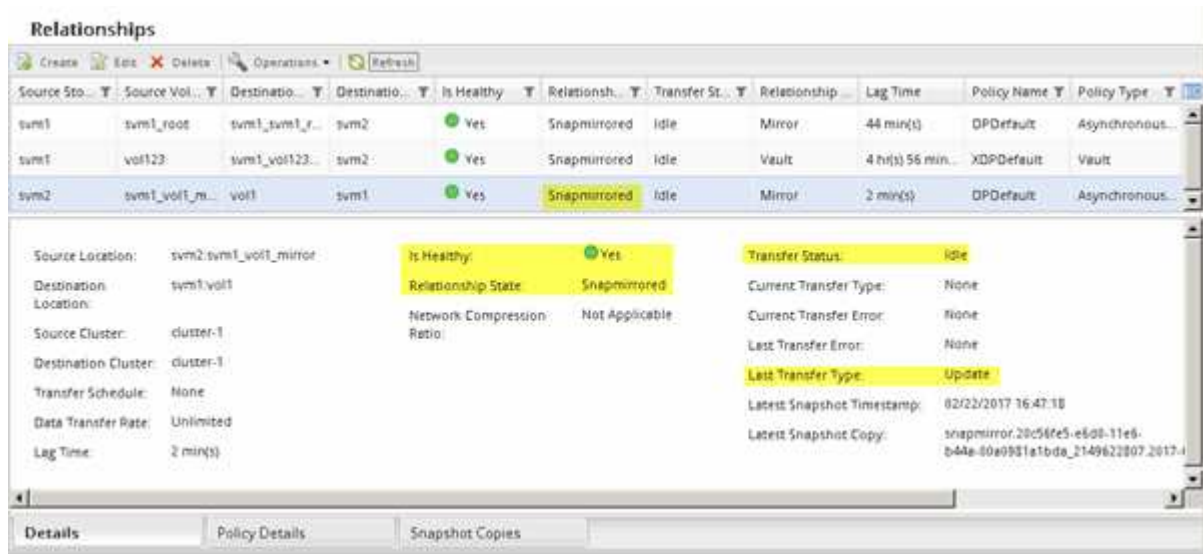 Relationships
Create Edit Delete Operations Refresh
Source Sto... Source Vol... Destinatio... Destinatio... Is Healthy Relationsh... Transfer St... Relationship ... Lag Time Policy Name Policy Type
svm1 svm1_root svm1_svm1_r... svm2 Yes Snapmirrored Idle Mirror 44 min(s) DPDefault Asynchronous...
svm1 vol123 svm1_vol123... svm2 Yes Snapmirrored Idle Vault 4 hr(s) 56 min... XDPDefault Vault
svm2 svm1_vol1_m... vol1 svm1 Yes Snapmirrored Idle Mirror 2 min(s) DPDefault Asynchronous...
Source Location: svm2:svm1_vol1_mirror Is Healthy: Yes Transfer Status: Idle
Destination Location: svm1:vol1 Relationship State: Snapmirrored Current Transfer Type: None
Network Compression Ratio: Not Applicable Current Transfer Error: None
Source Cluster: cluster-1 Last Transfer Error: None
Destination Cluster: cluster-1 Last Transfer Type: Update
Transfer Schedule: None Latest Snapshot Timestamp: 02/22/2017 16:47:18
Data Transfer Rate: Unlimited Latest Snapshot Copy: snapmirror.20c56fe5-e6d0-11e6-
Lag Time: 2 min(s) b44a-00a0981a1bda_2149622807.2017-
Details Policy Details Snapshot Copies